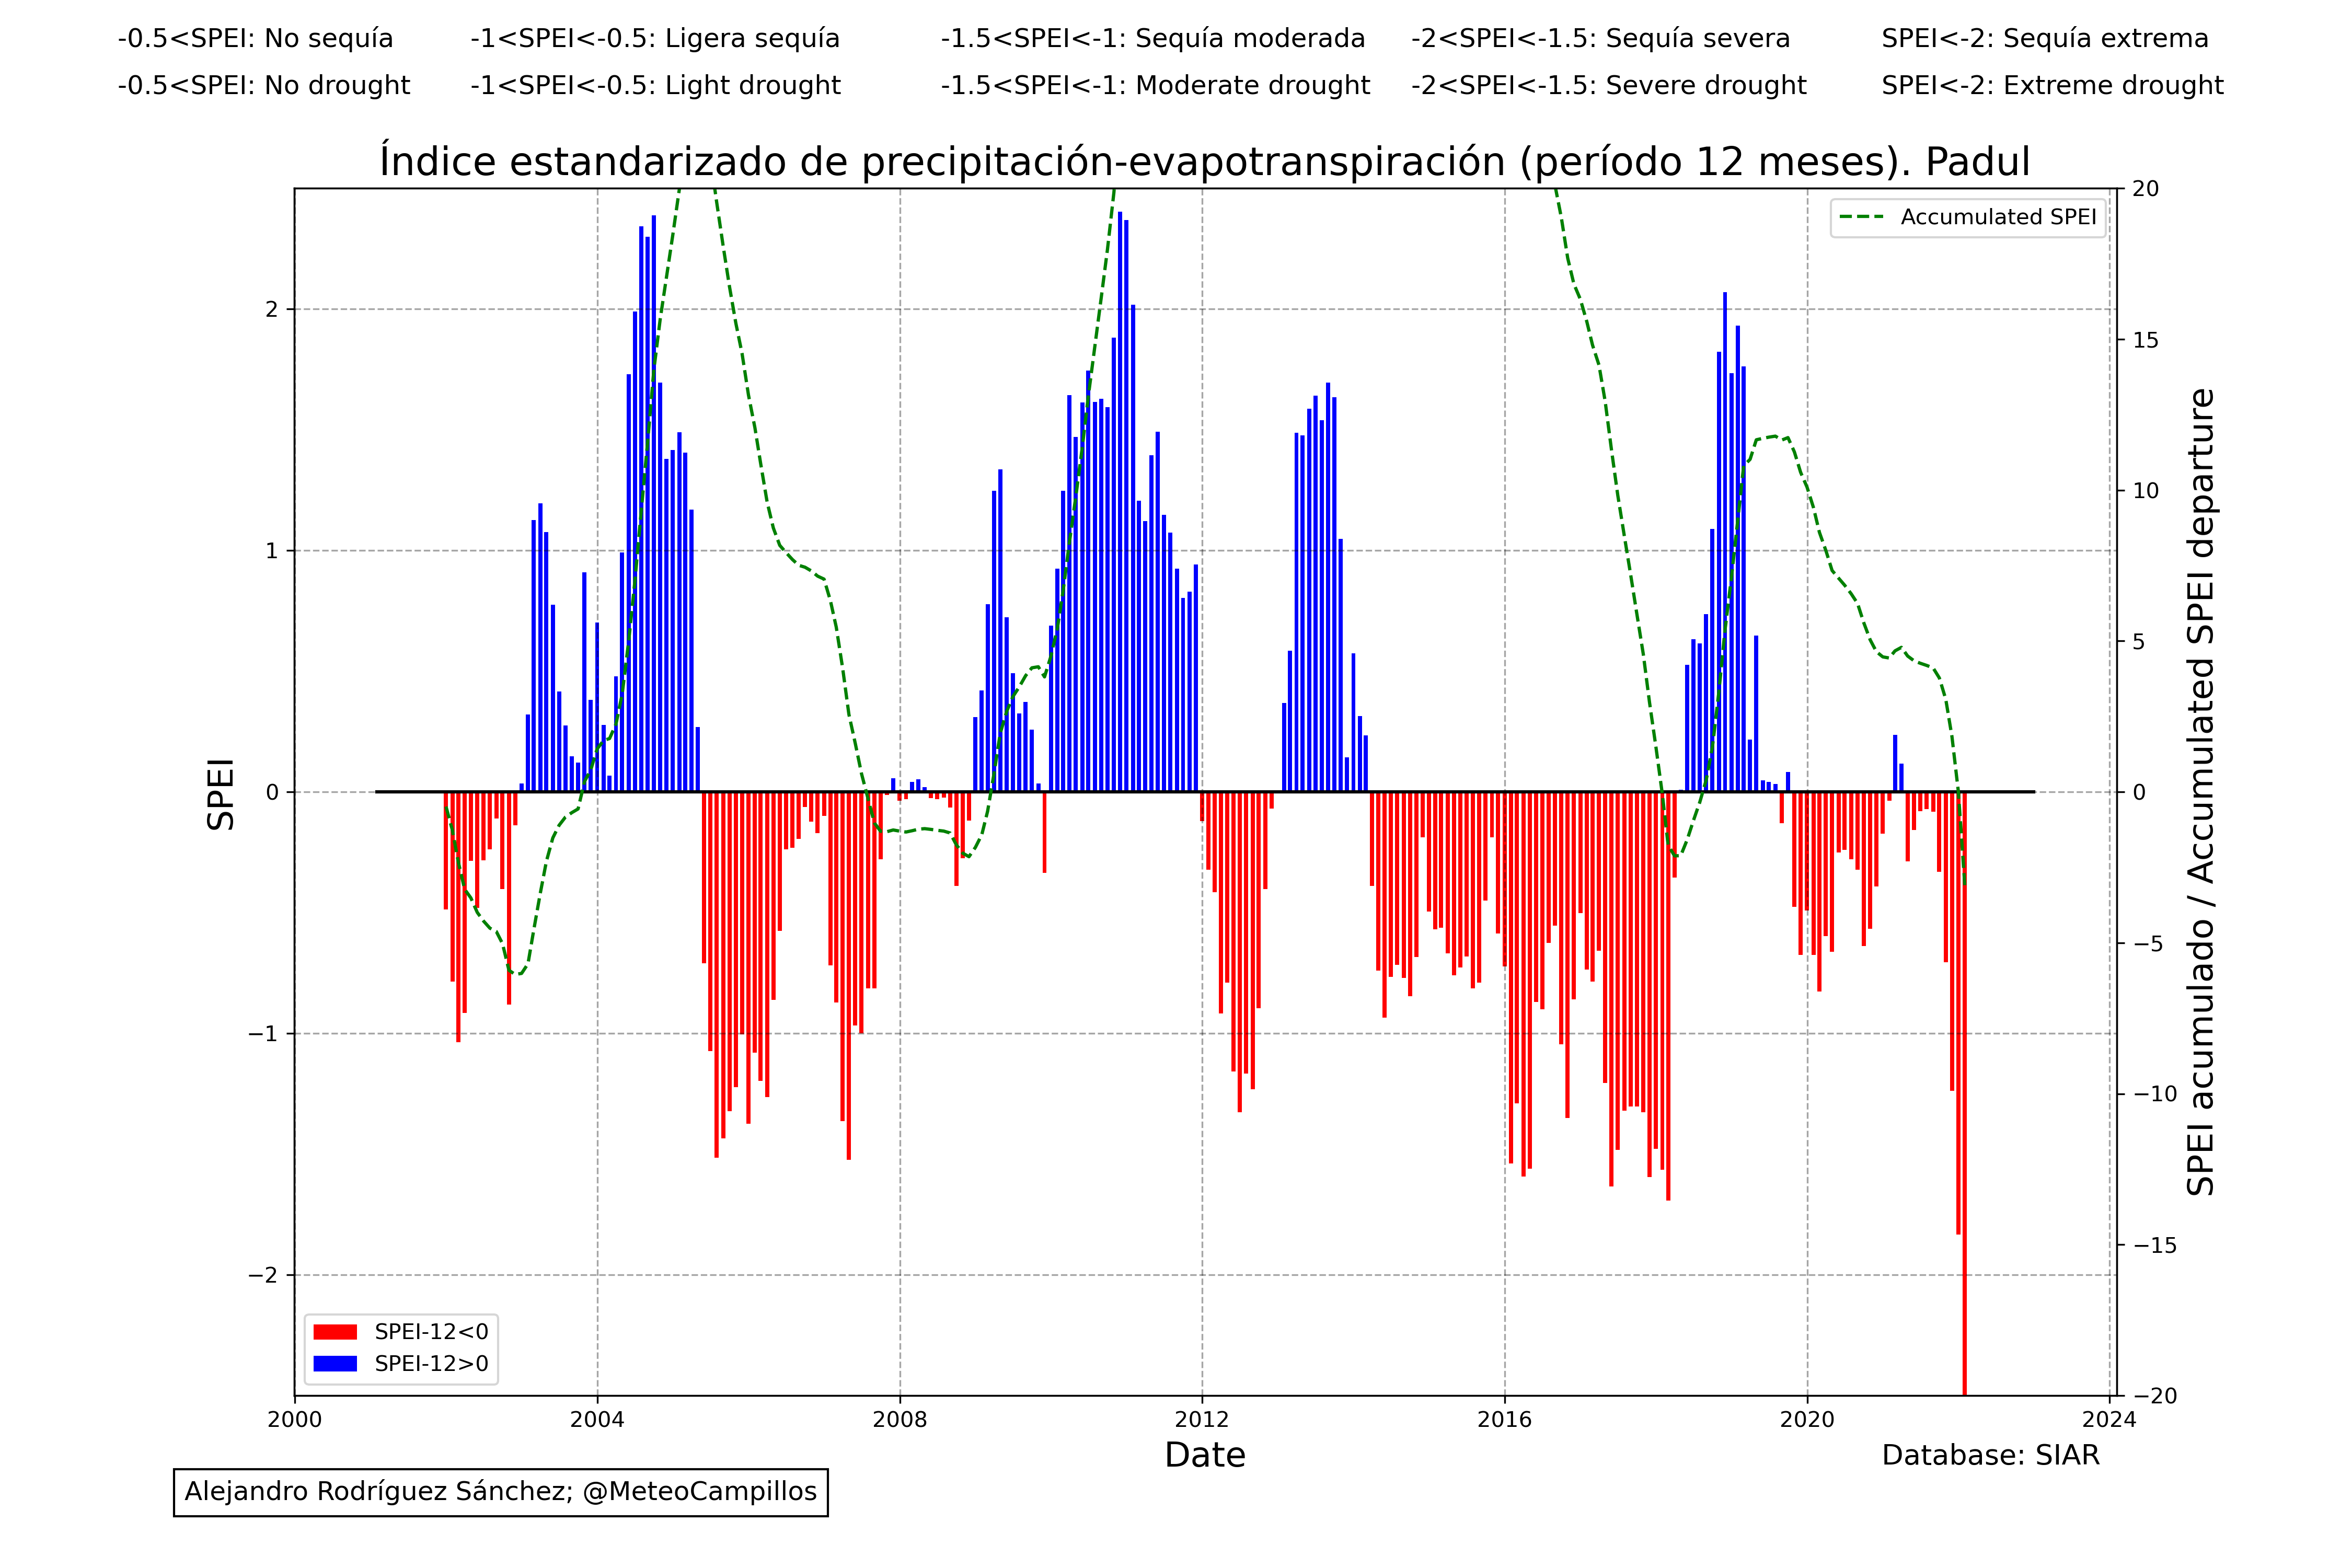 -0.5<SPEI: No sequía -1<SPEI<-0.5: Ligera sequía -1.5<SPEI<-1: Sequía moderada -2<SPEI<-1.5: Sequía severa SPEI<-2: Sequía extrema
-0.5<SPEI: No drought -1<SPEI<-0.5: Light drought -1.5<SPEI<-1: Moderate drought -2<SPEI<-1.5: Severe drought SPEI<-2: Extreme drought
Índice estandarizado de precipitación-evapotranspiración (período 12 meses). Padul
Accumulated SPEI
SPEI
2
1
0
−1
−2
20
15
10
5
0
−5
−10
−15
−20
SPEI acumulado / Accumulated SPEI departure
SPEI-12<0
SPEI-12>0
2000 2004 2008 2012 2016 2020 2024
Date
Database: SIAR
Alejandro Rodríguez Sánchez; @MeteoCampillos